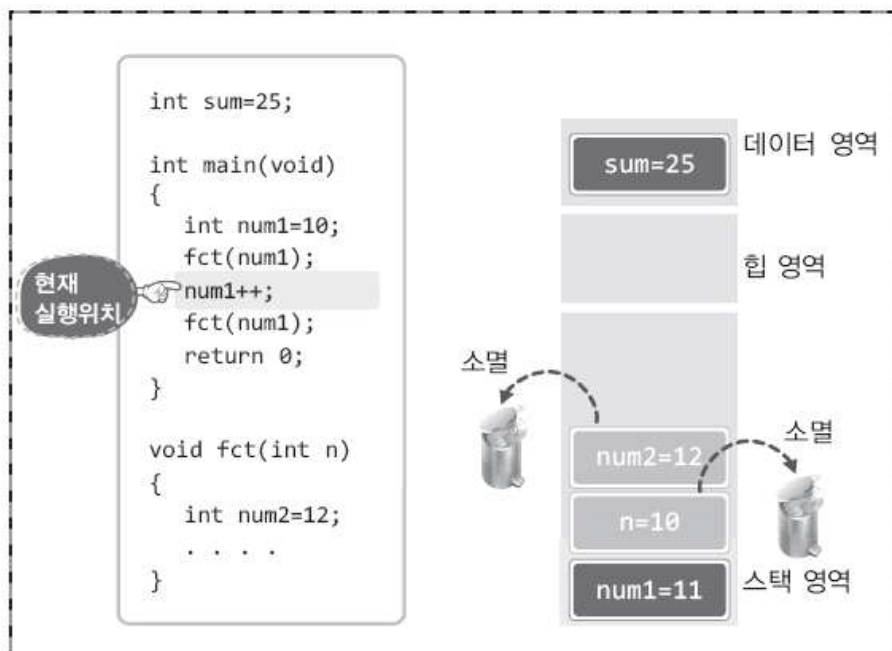 int sum=25;
int main(void)
{
int num1=10;
fct(num1);
num1++;
fct(num1);
return 0;
}
void fct(int n)
{
int num2=12;
. . . .
}
현재
실행위치
sum=25
데이터 영역
힙 영역
소멸
소멸
num2=12
n=10
num1=11
스택 영역